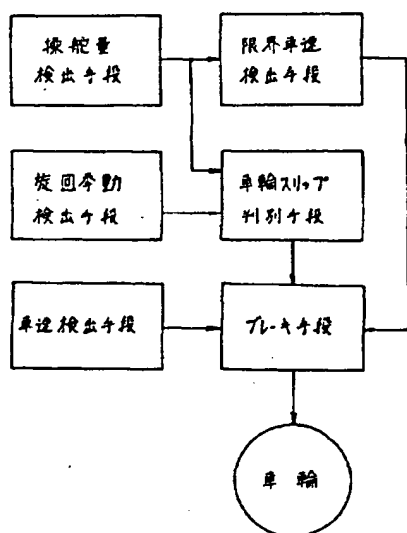 操舵量
検出手段
限界車速
検出手段
旋回挙動
検出手段
車輪スリップ
判別手段
車速検出手段
ブレーキ手段
車輪